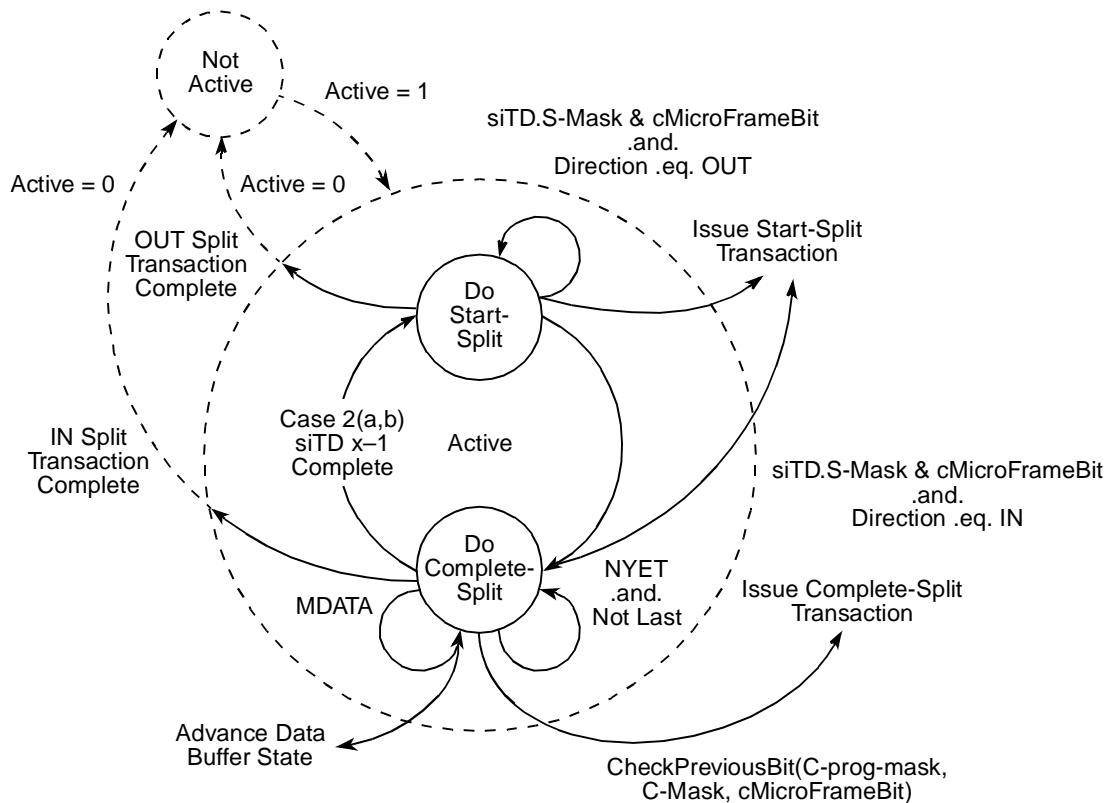 Not
Active
Active = 1
siTD.S-Mask & cMicroFrameBit
.and.
Direction .eq. OUT
Active = 0
Active = 0
OUT Split
Transaction
Complete
Issue Start-Split
Transaction
Do
Start-
Split
Case 2(a,b)
siTD x–1
Complete
Active
IN Split
Transaction
Complete
siTD.S-Mask & cMicroFrameBit
.and.
Direction .eq. IN
Do
Complete-
Split
NYET
.and.
Not Last
MDATA
Issue Complete-Split
Transaction
Advance Data
Buffer State
CheckPreviousBit(C-prog-mask,
C-Mask, cMicroFrameBit)